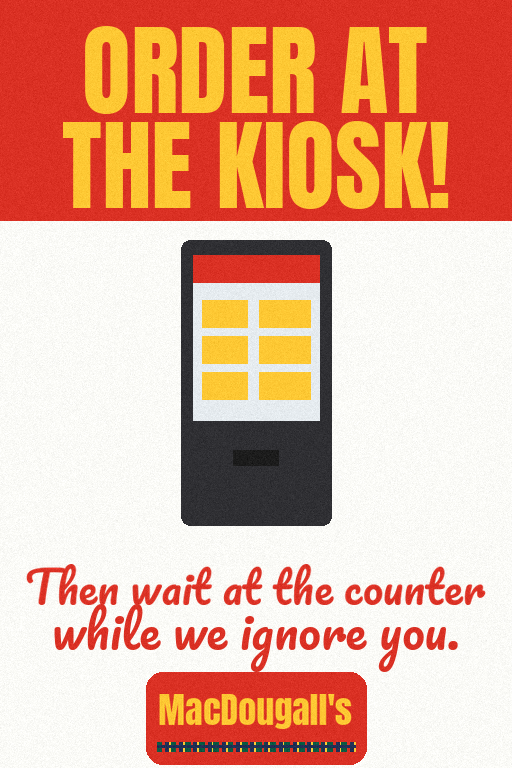 ORDER AT
THE KIOSK!
Then wait at the counter
while we ignore you.
MacDougall's